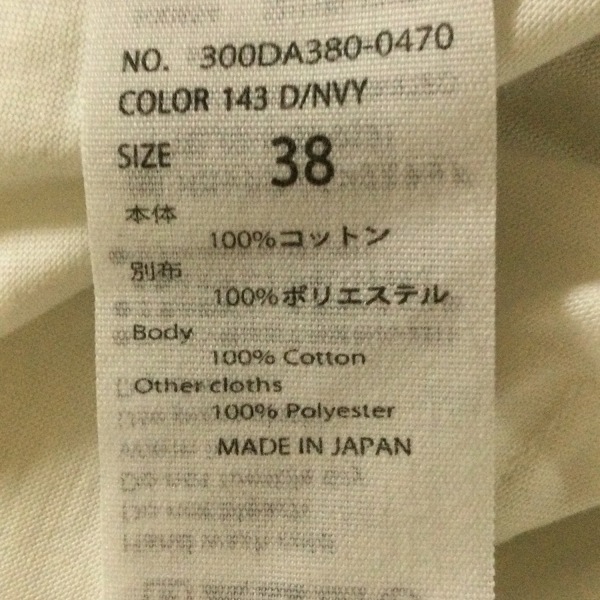 NO. 300DA380-0470
COLOR 143 D/NVY
SIZE 38
本体
100%コットン
別布
100%ポリエステル
Body
100% Cotton
Other cloths
100% Polyester
MADE IN JAPAN